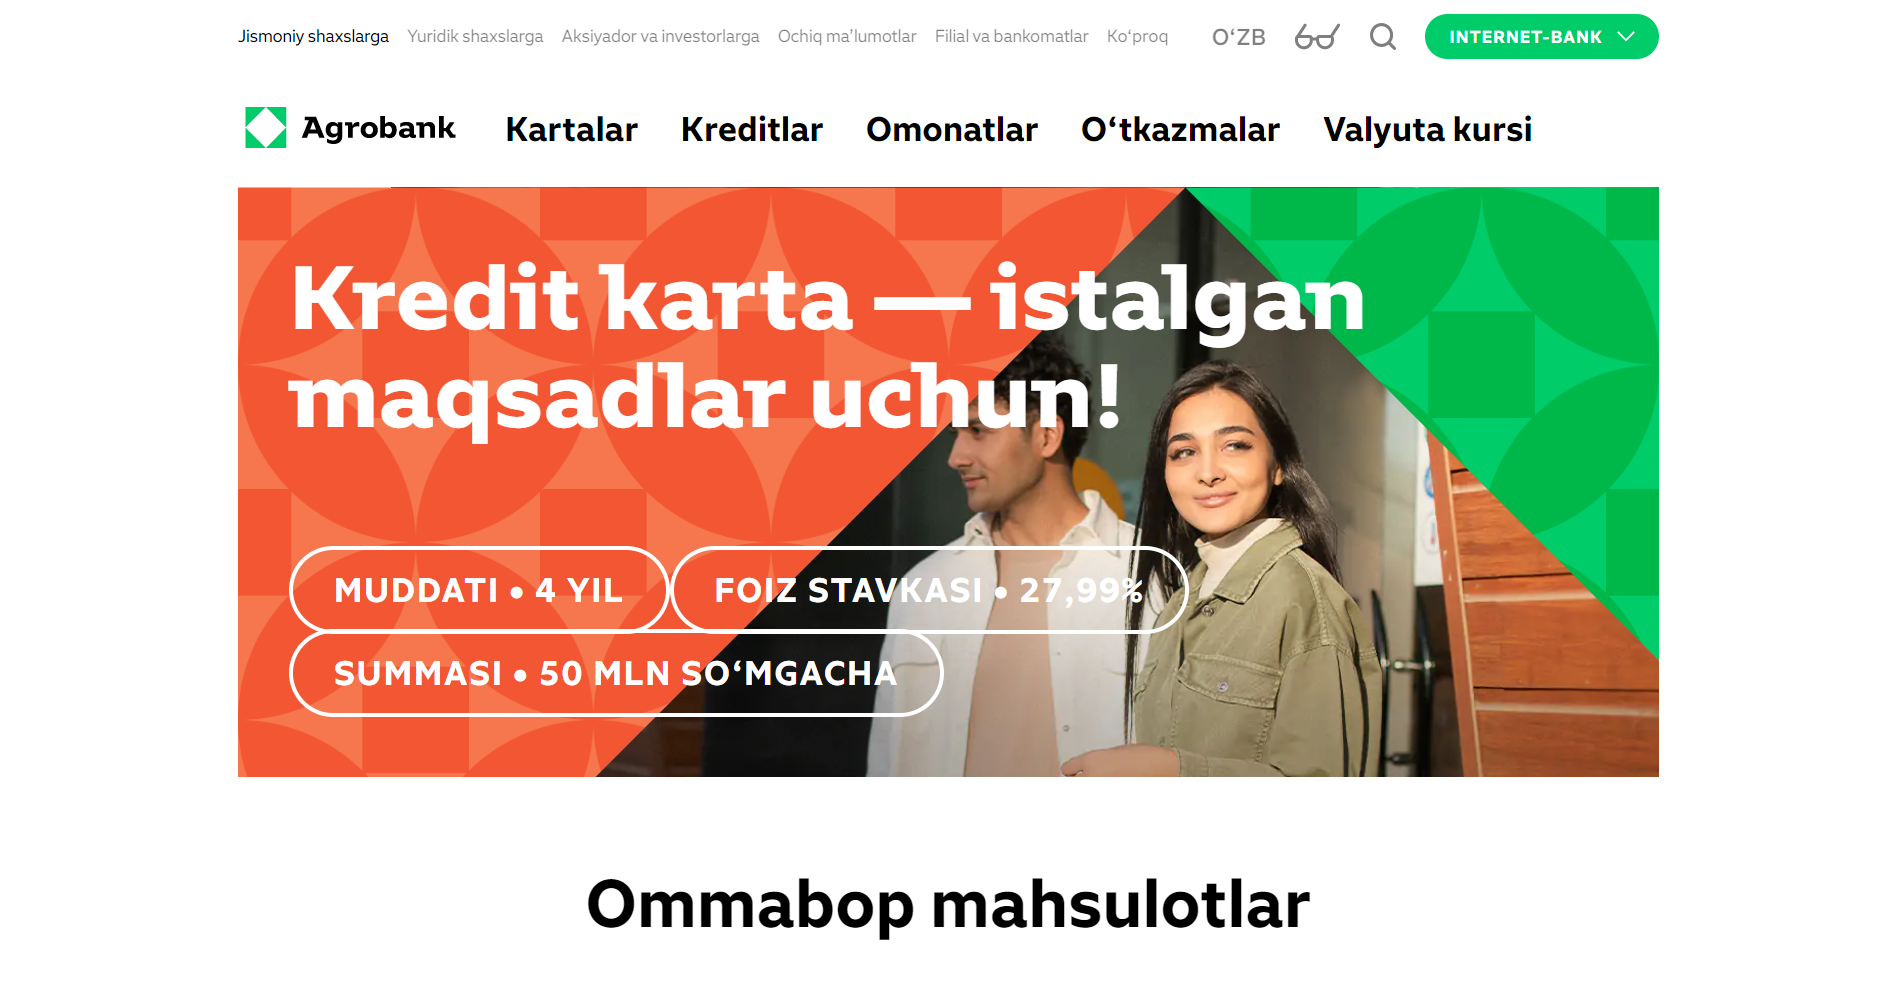 Jismoniy shaxslarga Yuridik shaxslarga Aksiyador va investorlarga Ochiq ma’lumotlar Filial va bankomatlar Ko‘proq O‘ZB INTERNET-BANK
Agrobank Kartalar Kreditlar Omonatlar O‘tkazmalar Valyuta kursi
Kredit karta — istalgan
maqsadlar uchun!
MUDDATI • 4 YIL FOIZ STAVKASI • 27,99%
SUMMASI • 50 MLN SO‘MGACHA
Ommabop mahsulotlar